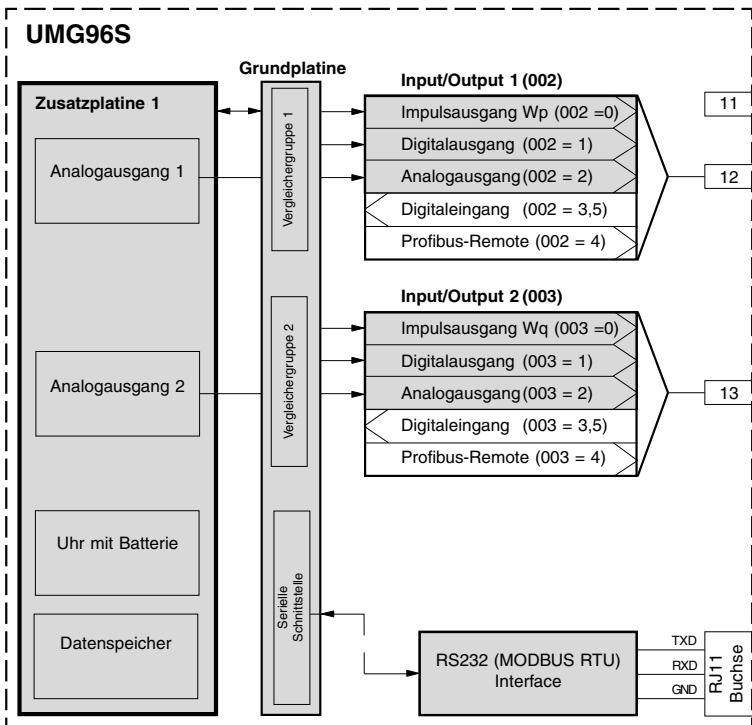 UMG96S
Grundplatine
Zusatzplatine 1
Analogausgang 1
Analogausgang 2
Uhr mit Batterie
Datenspeicher
Vergleichergruppe 1
Vergleichergruppe 2
Serielle
Schnittstelle
Input/Output 1 (002)
Impulsausgang Wp (002 =0)
Digitalausgang (002 = 1)
Analogausgang(002 = 2)
Digitaleingang (002 = 3,5)
Profibus-Remote (002 = 4)
11
12
Input/Output 2 (003)
Impulsausgang Wq (003 =0)
Digitalausgang (003 = 1)
Analogausgang(003 = 2)
Digitaleingang (003 = 3,5)
Profibus-Remote (003 = 4)
13
RS232 (MODBUS RTU)
Interface
TXD
RXD
GND
RJ11
Buchse